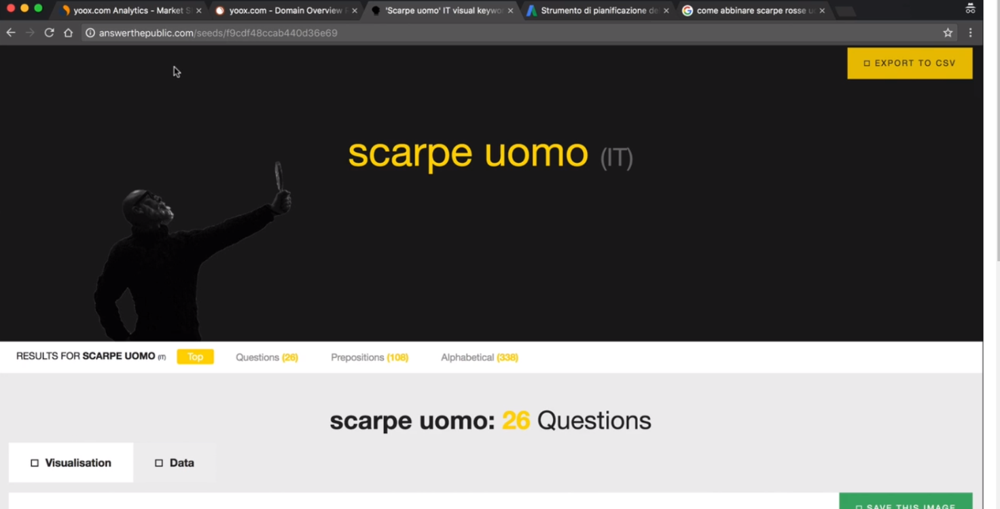 yoox.com Analytics - Market S
yoox.com - Domain Overview
'Scarpe uomo' IT visual keywor
Strumento di pianificazione de
come abbinare scarpe rosse u
answerthepublic.com/seeds/f9cdf48ccab440d36e69
EXPORT TO CSV
scarpe uomo (IT)
RESULTS FOR SCARPE UOMO (IT) Top Questions (26) Prepositions (108) Alphabetical (338)
scarpe uomo: 26 Questions
Visualisation Data
SAVE THIS IMAGE